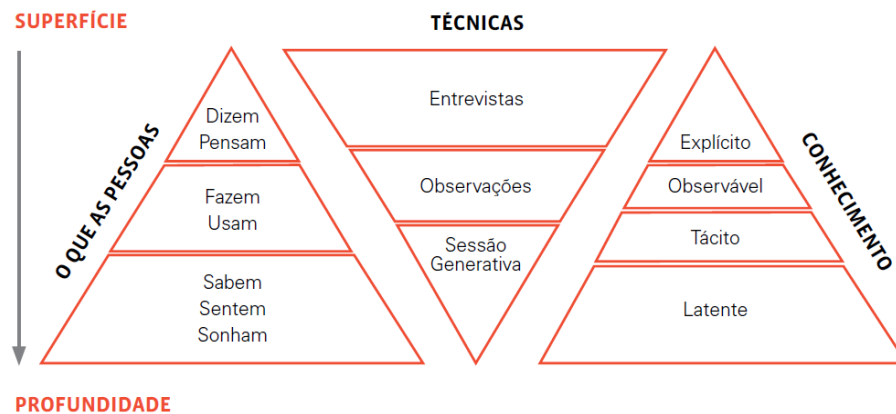 SUPERFÍCIE
TÉCNICAS
O QUE AS PESSOAS
Dizem
Pensam
Fazem
Usam
Sabem
Sentem
Sonham
Entrevistas
Observações
Sessão
Generativa
Explícito
Observável
Tácito
Latente
CONHECIMENTO
PROFUNDIDADE